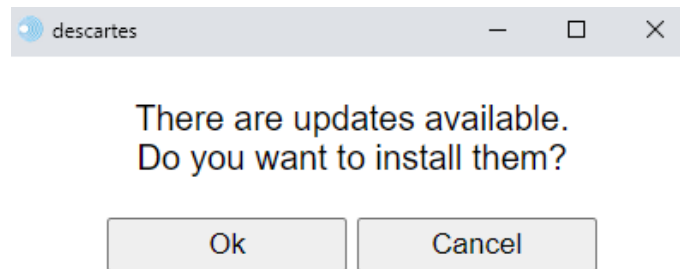 descartes
There are updates available.
Do you want to install them?
Ok
Cancel